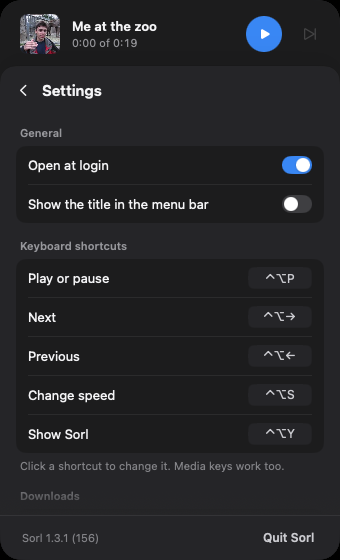 Me at the zoo
0:00 of 0:19
Settings
General
Open at login
Show the title in the menu bar
Keyboard shortcuts
Play or pause ⌃⌥P
Next ⌃⌥→
Previous ⌃⌥←
Change speed ⌃⌥S
Show Sorl ⌃⌥Y
Click a shortcut to change it. Media keys work too.
Downloads
Sorl 1.3.1 (156) Quit Sorl